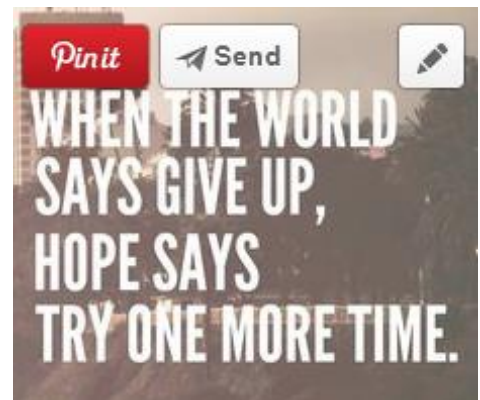 Pin it Send
WHEN THE WORLD
SAYS GIVE UP,
HOPE SAYS
TRY ONE MORE TIME.